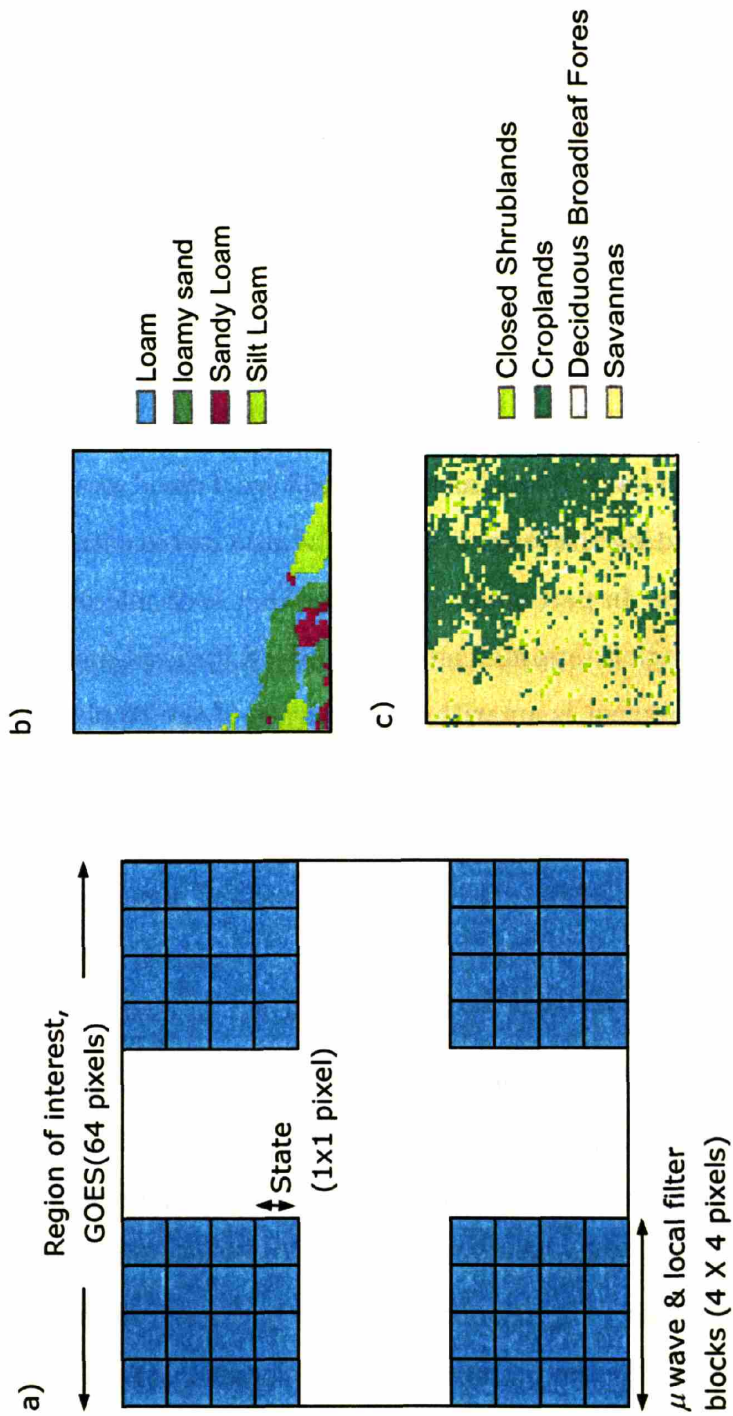 a)
Region of interest,
GOES(64 pixels)
State
(1x1 pixel)
μ wave & local filter
blocks (4 X 4 pixels)
b)
Loam
loamy sand
Sandy Loam
Silt Loam
c)
Closed Shrublands
Croplands
Deciduous Broadleaf Fores
Savannas